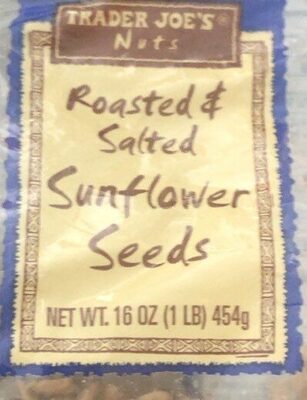 TRADER JOE'S®
Nuts
Roasted &
Salted
Sunflower
Seeds
NET WT. 16 OZ (1 LB) 454g